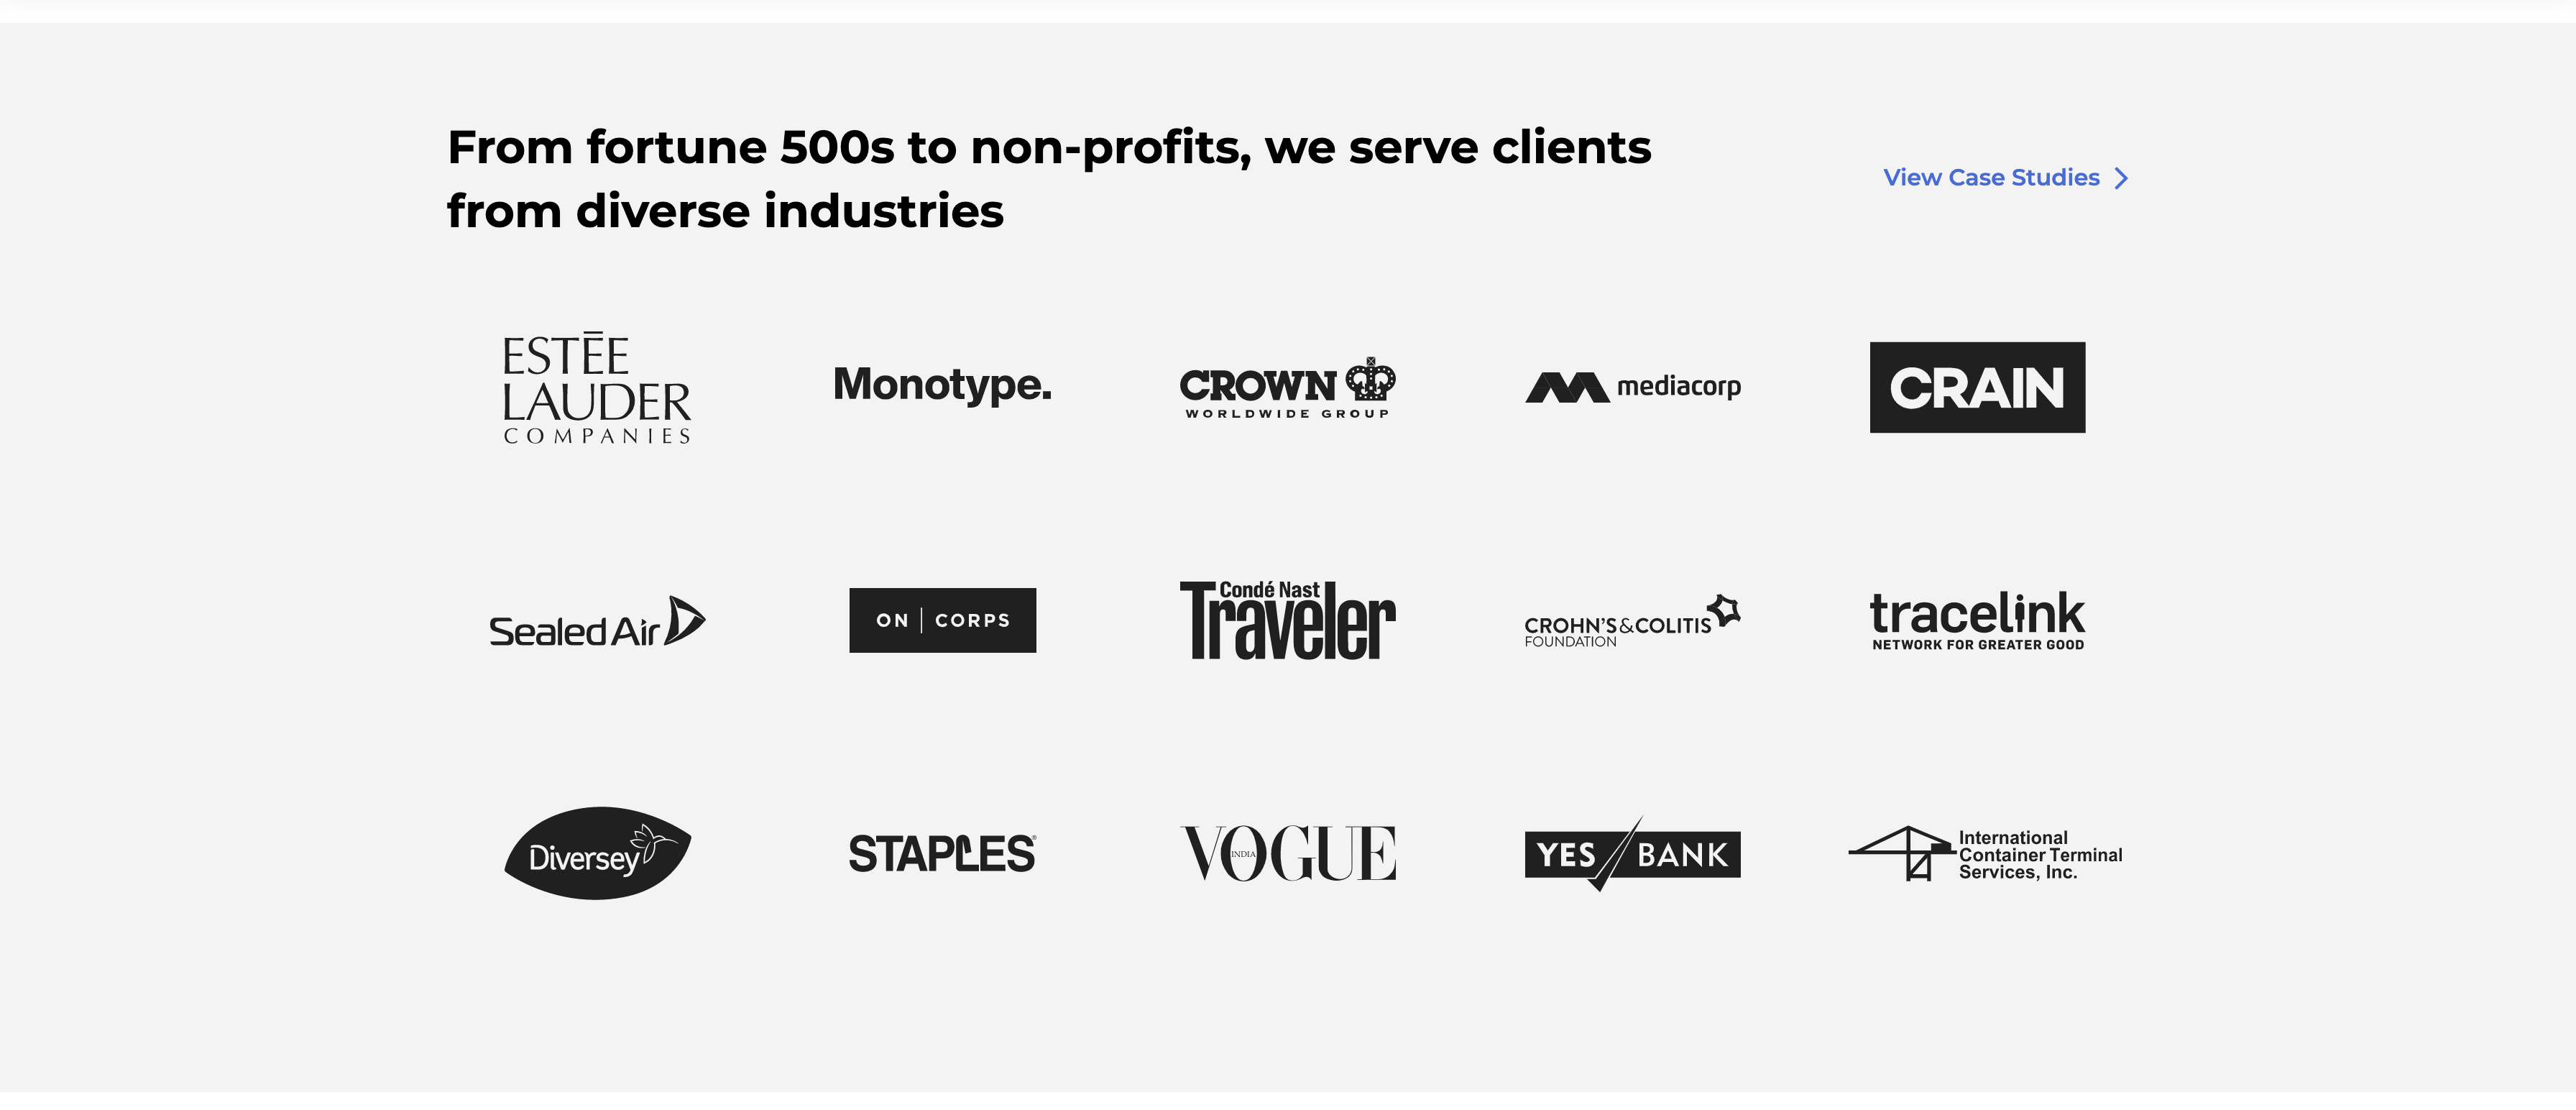 From fortune 500s to non-profits, we serve clients
from diverse industries
View Case Studies
ESTĒE
LAUDER
COMPANIES
Monotype.
CROWN
WORLDWIDE GROUP
mediacorp
CRAIN
Sealed Air
ON | CORPS
Condé Nast
Traveler
CROHN'S & COLITIS
FOUNDATION
tracelink
NETWORK FOR GREATER GOOD
Diversey
STAPLES®
VOGUE
INDIA
YES BANK
International
Container Terminal
Services, Inc.